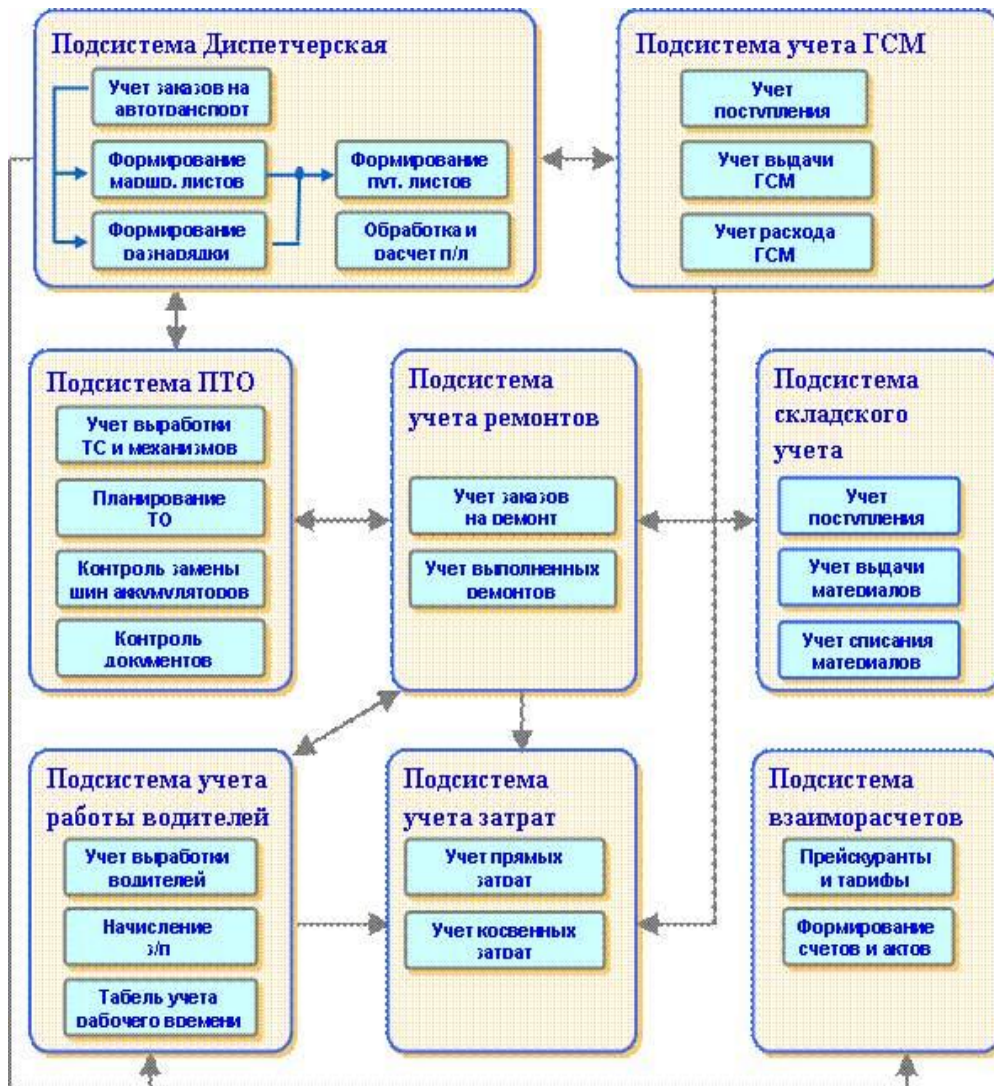 Подсистема Диспетчерская
Учет заказов на
автотранспорт
Формирование
маршр. листов
Формирование
разнарядки
Формирование
пут. листов
Обработка и
расчет п/л
Подсистема учета ГСМ
Учет
поступления
Учет выдачи
ГСМ
Учет расхода
ГСМ
Подсистема ПТО
Учет выработки
ТС и механизмов
Планирование
ТО
Контроль замены
шин аккумуляторов
Контроль
документов
Подсистема
учета ремонтов
Учет заказов
на ремонт
Учет выполненных
ремонтов
Подсистема
складского
учета
Учет
поступления
Учет выдачи
материалов
Учет списания
материалов
Подсистема учета
работы водителей
Учет выработки
водителей
Начисление
з/п
Табель учета
рабочего времени
Подсистема
учета затрат
Учет прямых
затрат
Учет косвенных
затрат
Подсистема
взаиморасчетов
Прейскуранты
и тарифы
Формирование
счетов и актов